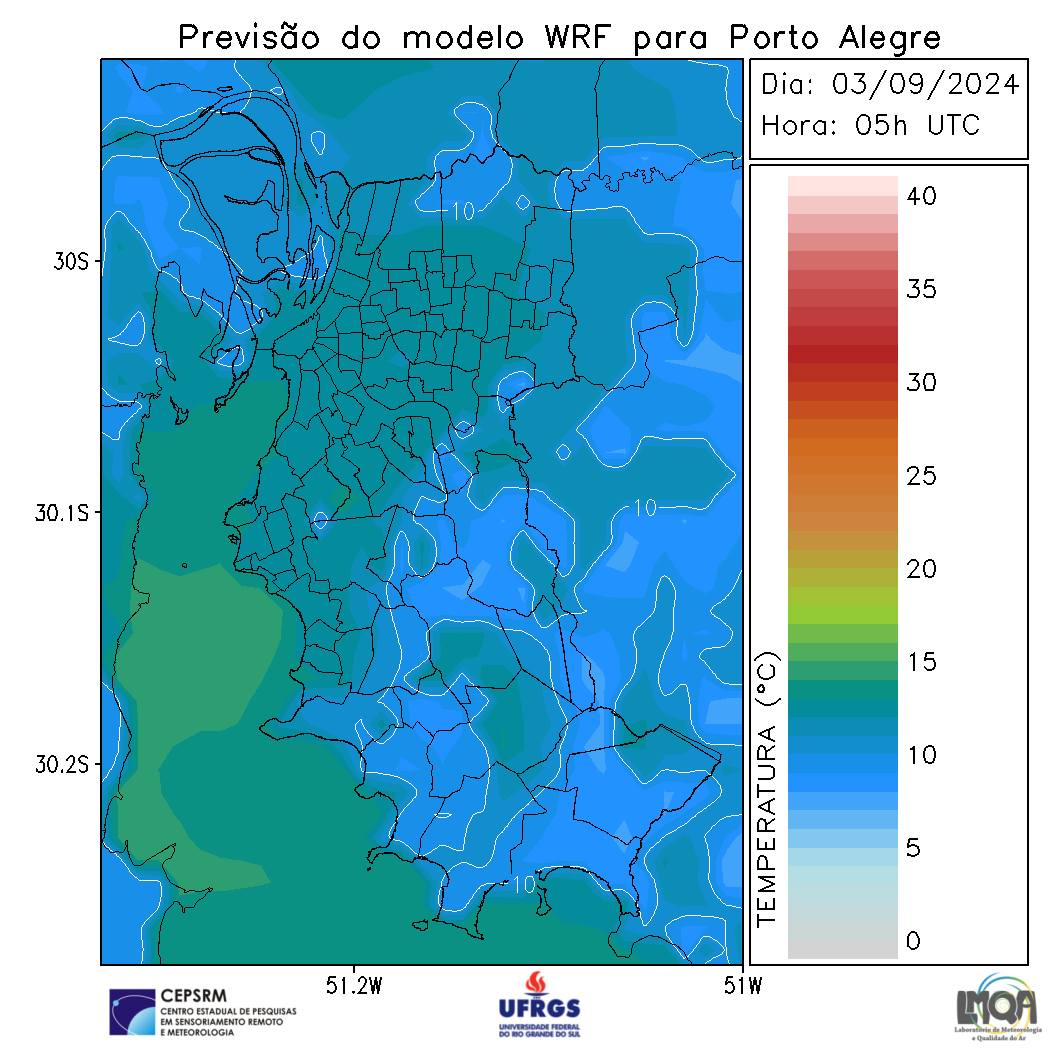 Previsão do modelo WRF para Porto Alegre
Dia: 03/09/2024
Hora: 05h UTC
40
35
30
25
20
15
10
5
0
TEMPERATURA (°C)
30S
30.1S
30.2S
51.2W
51W
10
10
10
CEPSRM
CENTRO ESTADUAL DE PESQUISAS
EM SENSORIAMENTO REMOTO
E METEOROLOGIA
UFRGS
UNIVERSIDADE FEDERAL
DO RIO GRANDE DO SUL
LMQA
Laboratório de Meteorologia
e Qualidade do Ar